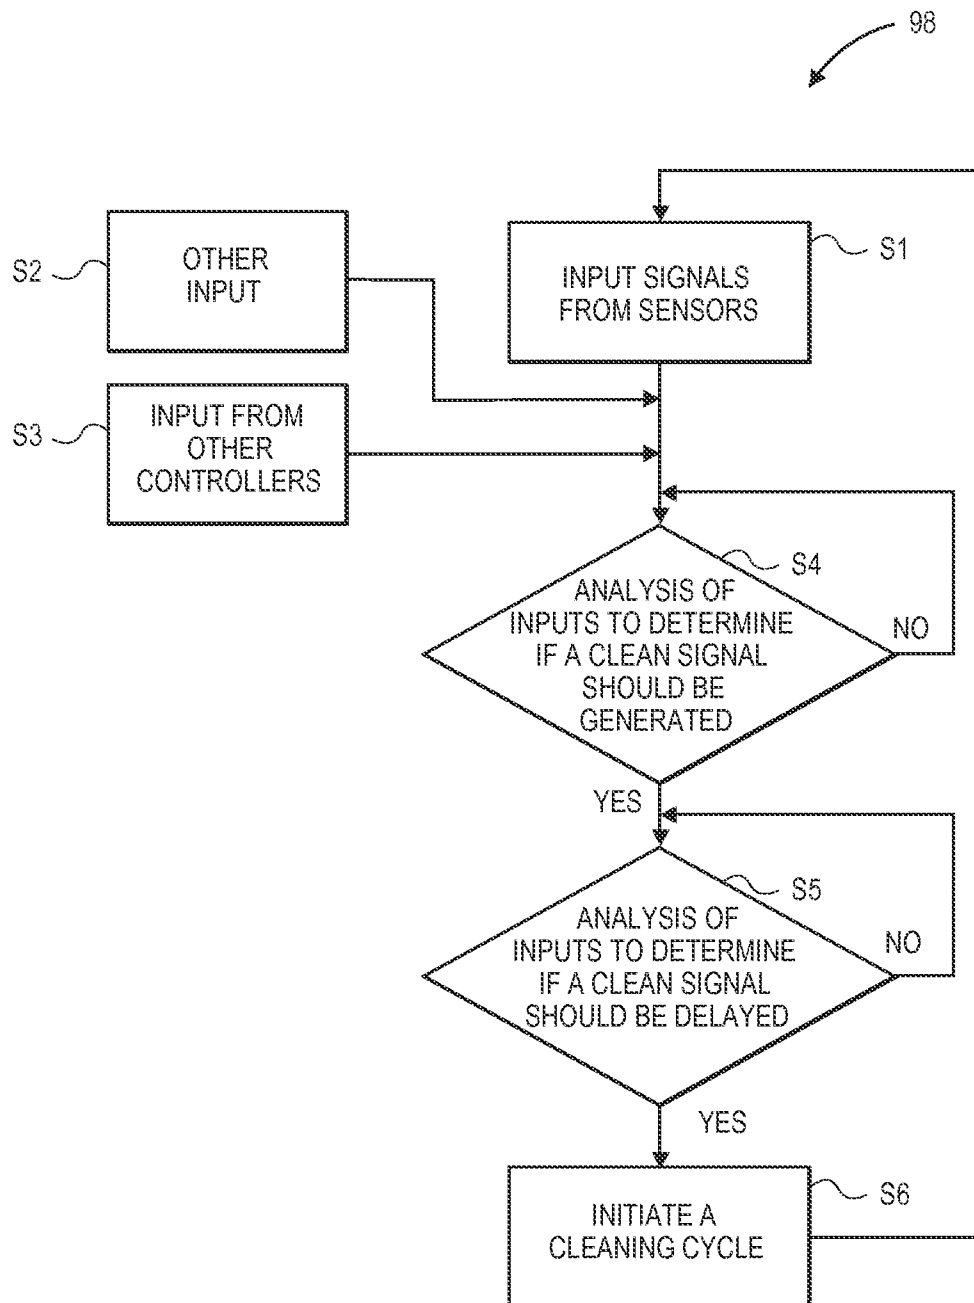 98
S1
INPUT SIGNALS
FROM SENSORS
S2
OTHER
INPUT
S3
INPUT FROM
OTHER
CONTROLLERS
S4
ANALYSIS OF
INPUTS TO DETERMINE
IF A CLEAN SIGNAL
SHOULD BE
GENERATED
NO
YES
S5
ANALYSIS OF
INPUTS TO DETERMINE
IF A CLEAN SIGNAL
SHOULD BE DELAYED
NO
YES
S6
INITIATE A
CLEANING CYCLE